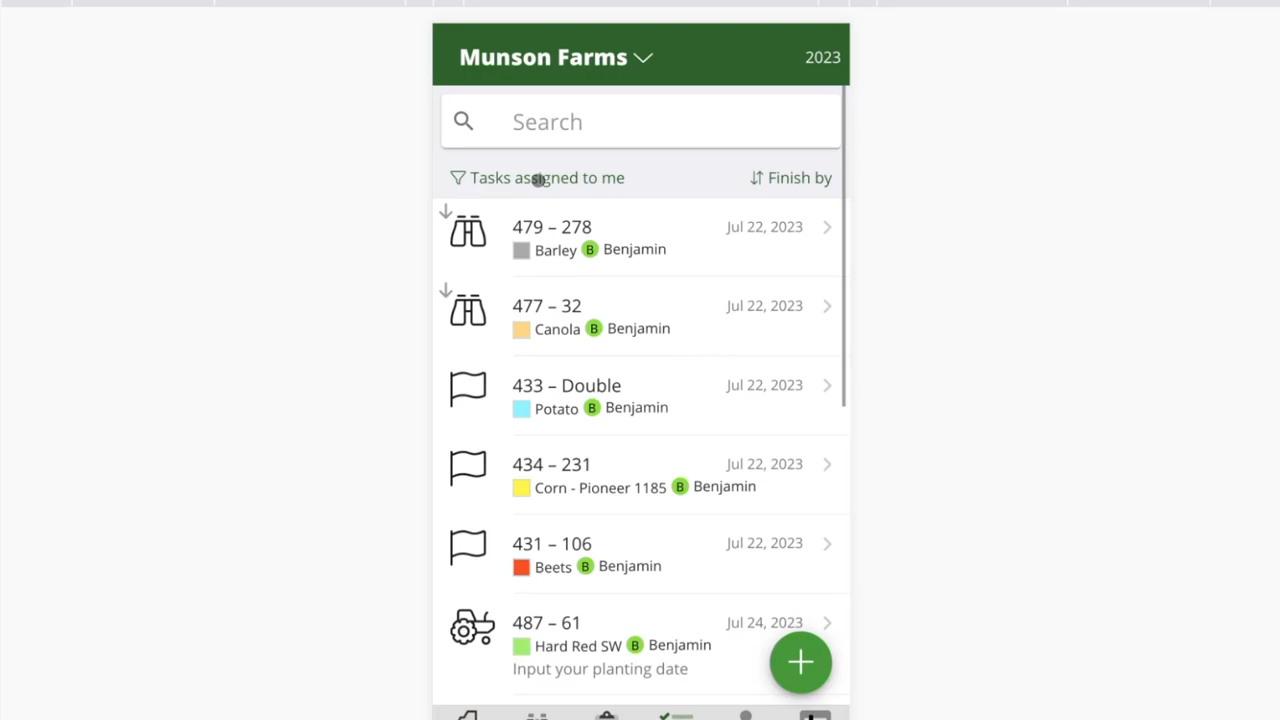 Munson Farms 2023
Search
Tasks assigned to me Finish by
479 – 278 Jul 22, 2023
Barley B Benjamin
477 – 32 Jul 22, 2023
Canola B Benjamin
433 – Double Jul 22, 2023
Potato B Benjamin
434 – 231 Jul 22, 2023
Corn - Pioneer 1185 B Benjamin
431 – 106 Jul 22, 2023
Beets B Benjamin
487 – 61 Jul 24, 2023
Hard Red SW B Benjamin
Input your planting date